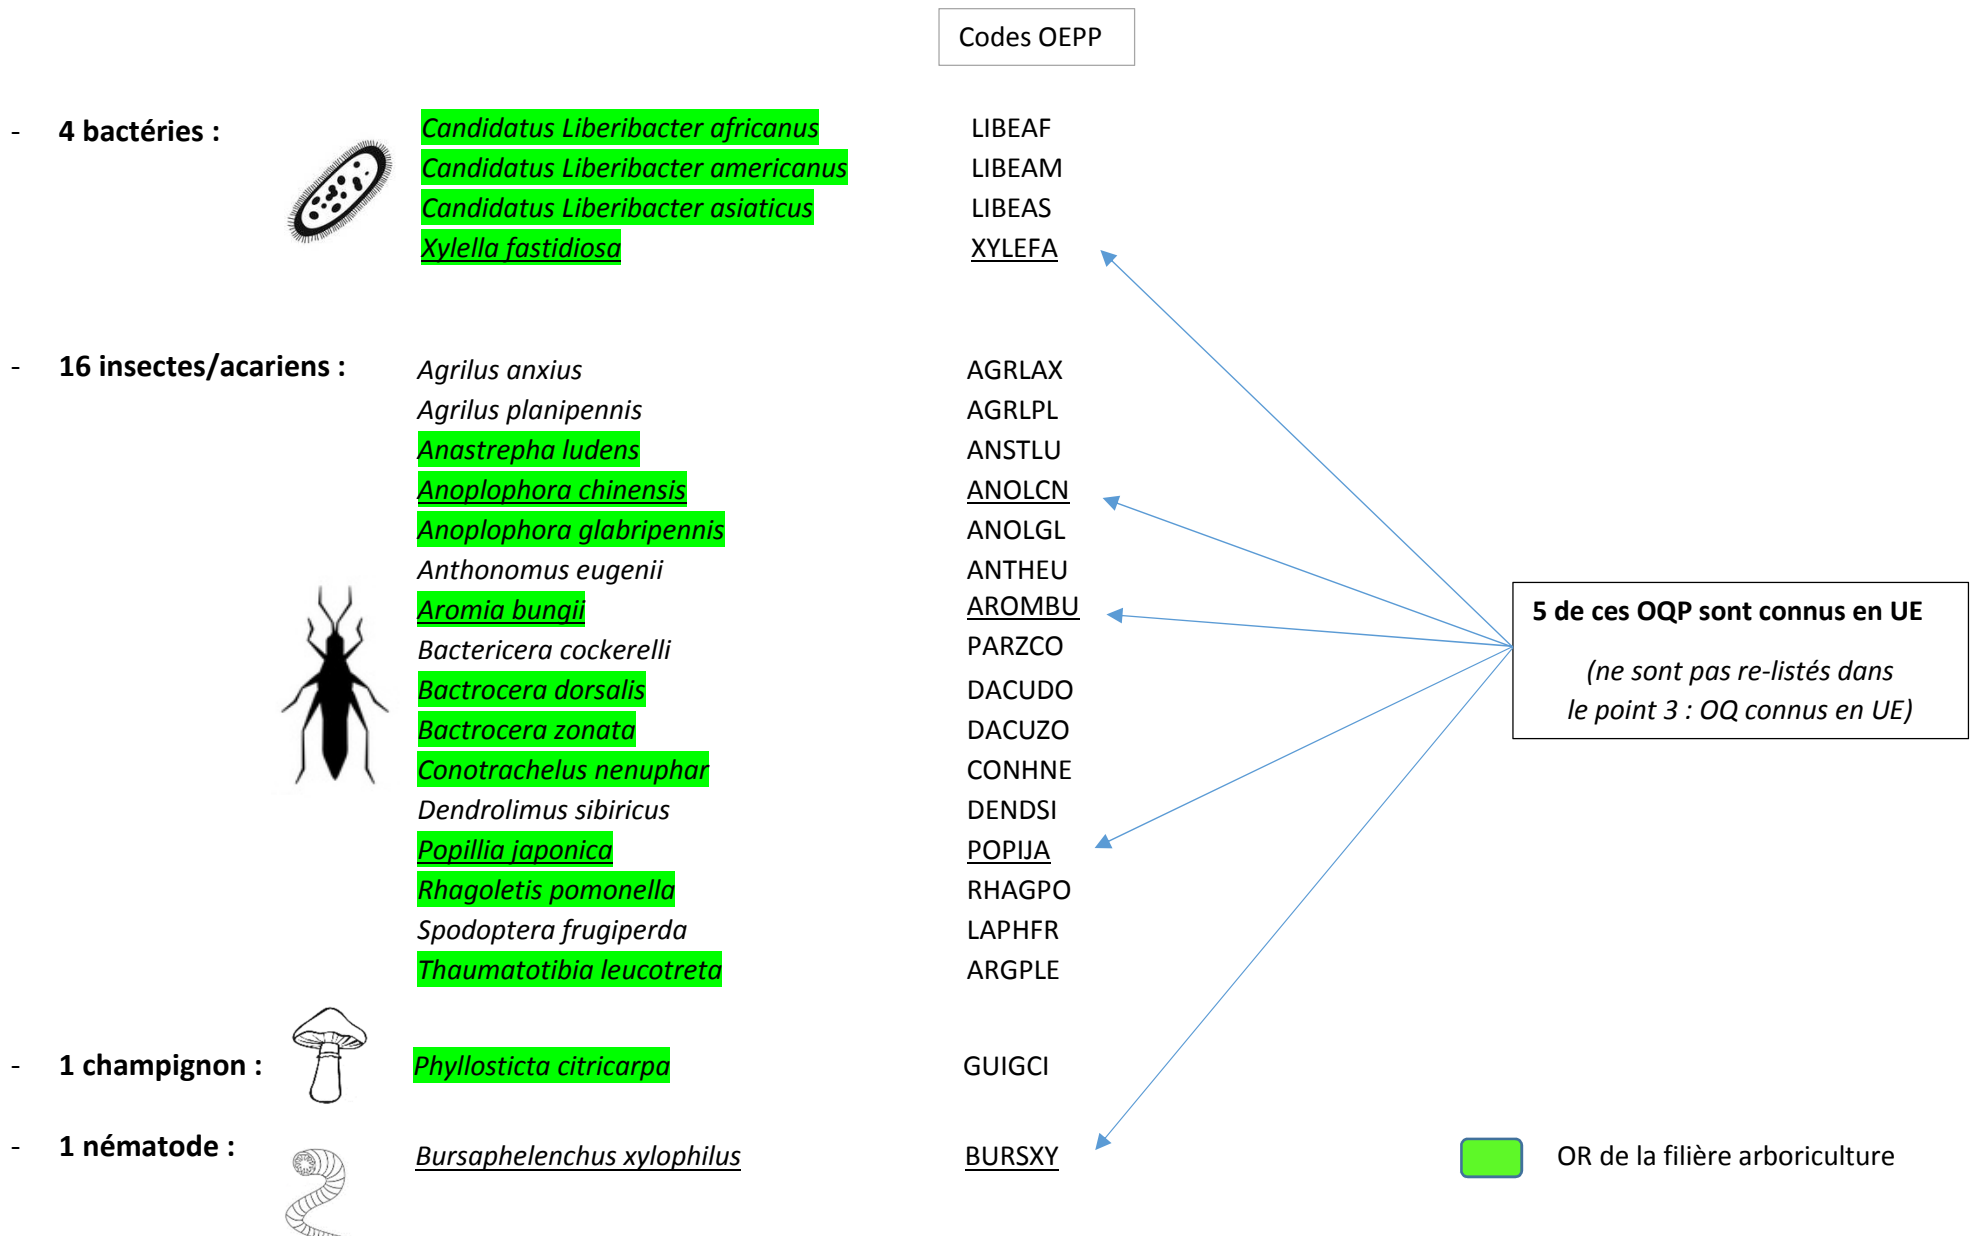 Codes OEPP
- 4 bactéries : Candidatus Liberibacter africanus LIBEAF
Candidatus Liberibacter americanus LIBEAM
Candidatus Liberibacter asiaticus LIBEAS
Xylella fastidiosa XYLEFA
- 16 insectes/acariens : Agrilus anxius AGRLAX
Agrilus planipennis AGRLPL
Anastrepha ludens ANSTLU
Anoplophora chinensis ANOLCN
Anoplophora glabripennis ANOLGL
Anthonomus eugenii ANTHEU
Aromia bungii AROMBU
Bactericera cockerelli PARZCO
Bactrocera dorsalis DACUDO
Bactrocera zonata DACUZO
Conotrachelus nenuphar CONHNE
Dendrolimus sibiricus DENDSI
Popillia japonica POPIJA
Rhagoletis pomonella RHAGPO
Spodoptera frugiperda LAPHFR
Thaumatotibia leucotreta ARGPLE
5 de ces OQP sont connus en UE
(ne sont pas re-listés dans
le point 3 : OQ connus en UE)
- 1 champignon : Phyllosticta citricarpa GUIGCI
- 1 nématode : Bursaphelenchus xylophilus BURSXY
OR de la filière arboriculture